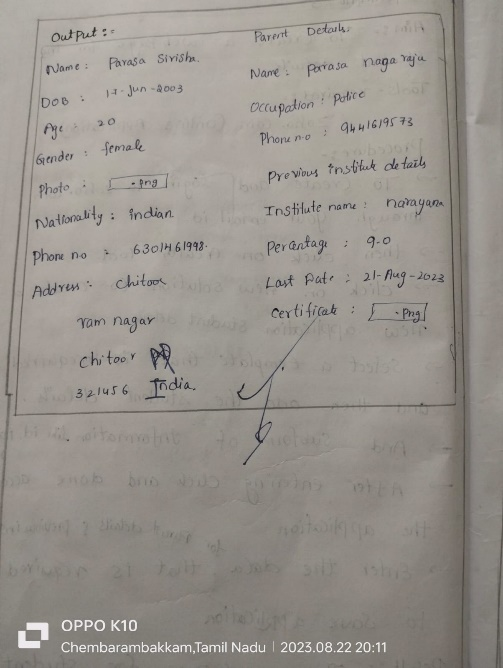 Output :-
Name : Parasa Sirisha.
DOB : 17-Jun-2003
Age : 20
Gender : female
Photo : .png
Nationality : indian
Phone no : 6301461998.
Address : Chitoor
ram nagar
Chitoor
321456 India.
Parent Details.
Name : Parasa nagaraju
Occupation : Police
Phone no : 9441619573
Previous institute details
Institute name : narayana
Percentage : 9.0
Last Date : 21-Aug-2023
Certificate : .png
OPPO K10
Chembarambakkam,Tamil Nadu | 2023.08.22 20:11